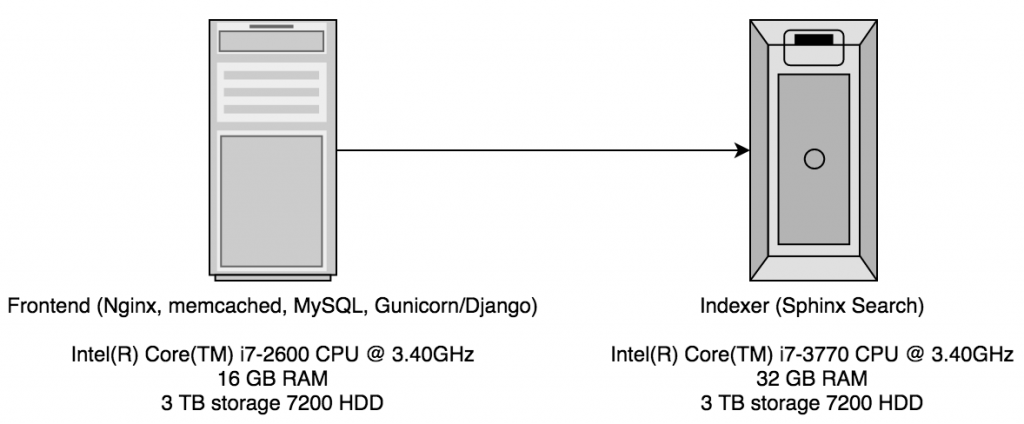 Frontend (Nginx, memcached, MySQL, Gunicorn/Django)
Intel(R) Core(TM) i7-2600 CPU @ 3.40GHz
16 GB RAM
3 TB storage 7200 HDD
Indexer (Sphinx Search)
Intel(R) Core(TM) i7-3770 CPU @ 3.40GHz
32 GB RAM
3 TB storage 7200 HDD